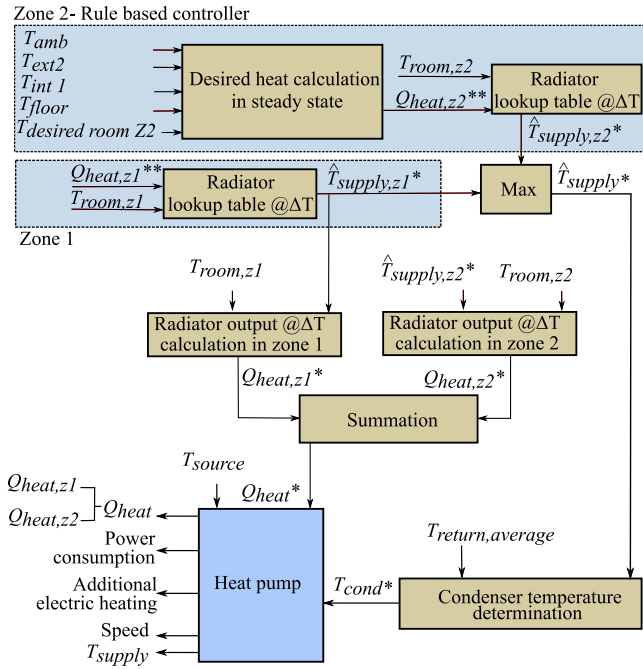 Zone 2- Rule based controller
T_amb
T_ext2
T_int 1
T_floor
T_desired room Z2
Desired heat calculation
in steady state
T_room,z2
Q_heat,z2**
Radiator
lookup table @ΔT
T̂_supply,z2*
Q_heat,z1**
T_room,z1
Radiator
lookup table @ΔT
T̂_supply,z1*
Max
T̂_supply*
Zone 1
T_room,z1
T̂_supply,z2*
T_room,z2
Radiator output @ΔT
calculation in zone 1
Radiator output @ΔT
calculation in zone 2
Q_heat,z1*
Q_heat,z2*
Summation
T_source
Q_heat*
Q_heat,z1
Q_heat,z2
Q_heat
Power
consumption
Additional
electric heating
Speed
T_supply
Heat pump
T_return,average
T_cond*
Condenser temperature
determination